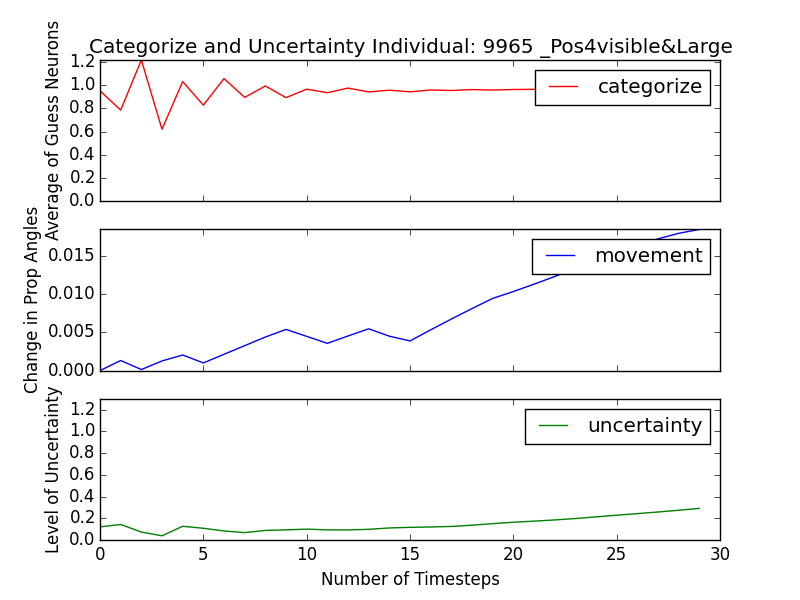 Categorize and Uncertainty Individual: 9965 _Pos4visible&Large
Average of Guess Neurons
1.2
1.0
0.8
0.6
0.4
0.2
0.0
categorize
Change in Prop Angles
0.015
0.010
0.005
0.000
movement
Level of Uncertainty
1.2
1.0
0.8
0.6
0.4
0.2
0.0
uncertainty
0 5 10 15 20 25 30
Number of Timesteps